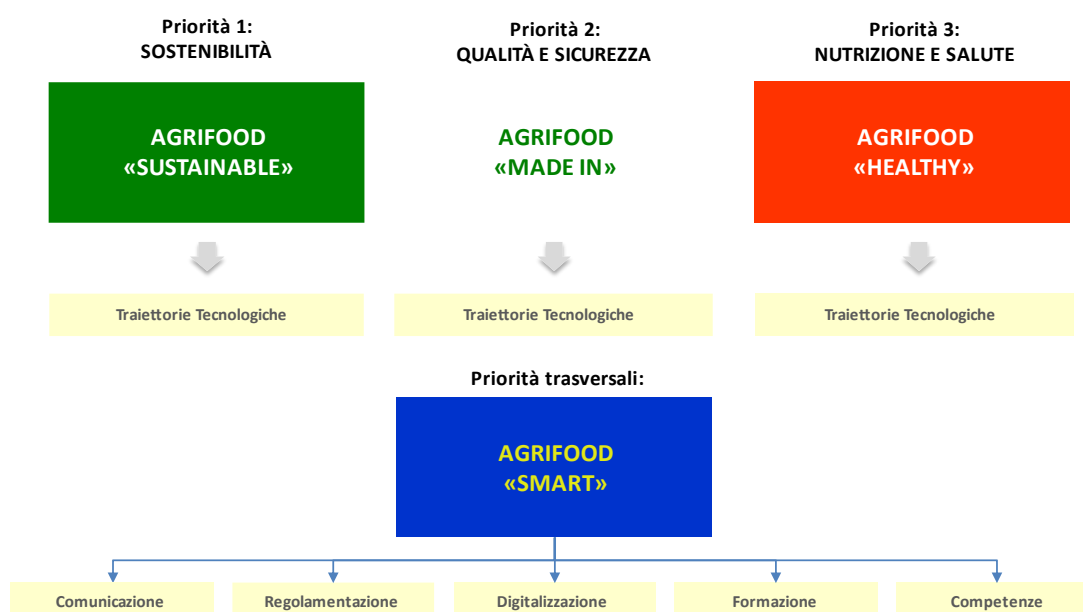 Priorità 1:
SOSTENIBILITÀ
Priorità 2:
QUALITÀ E SICUREZZA
Priorità 3:
NUTRIZIONE E SALUTE
AGRIFOOD
«SUSTAINABLE»
AGRIFOOD
«MADE IN»
AGRIFOOD
«HEALTHY»
Traiettorie Tecnologiche
Traiettorie Tecnologiche
Traiettorie Tecnologiche
Priorità trasversali:
AGRIFOOD
«SMART»
Comunicazione
Regolamentazione
Digitalizzazione
Formazione
Competenze